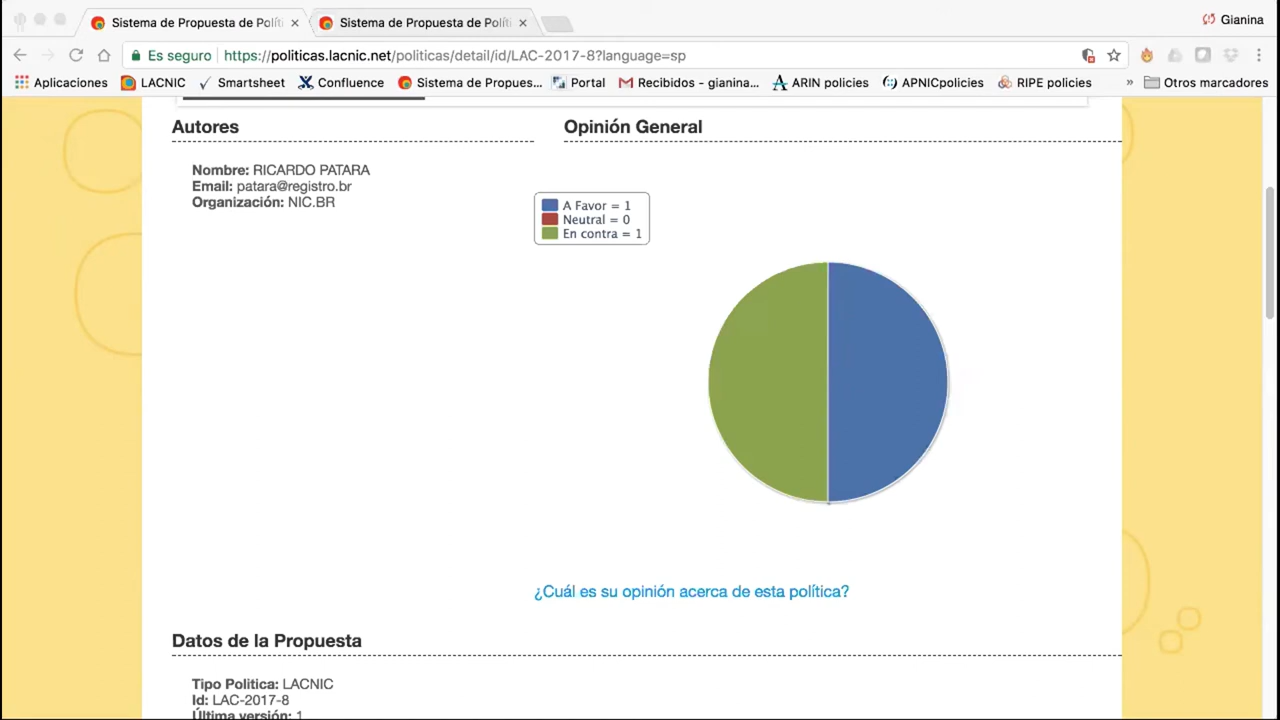 Sistema de Propuesta de Políti
Sistema de Propuesta de Políti
Gianina
Es seguro https://politicas.lacnic.net/politicas/detail/id/LAC-2017-8?language=sp
Aplicaciones LACNIC Smartsheet Confluence Sistema de Propues... Portal Recibidos - gianina... ARIN policies APNICpolicies RIPE policies » Otros marcadores
Autores
Nombre: RICARDO PATARA
Email: patara@registro.br
Organización: NIC.BR
Opinión General
A Favor = 1
Neutral = 0
En contra = 1
¿Cuál es su opinión acerca de esta política?
Datos de la Propuesta
Tipo Politica: LACNIC
Id: LAC-2017-8
Última versión: 1